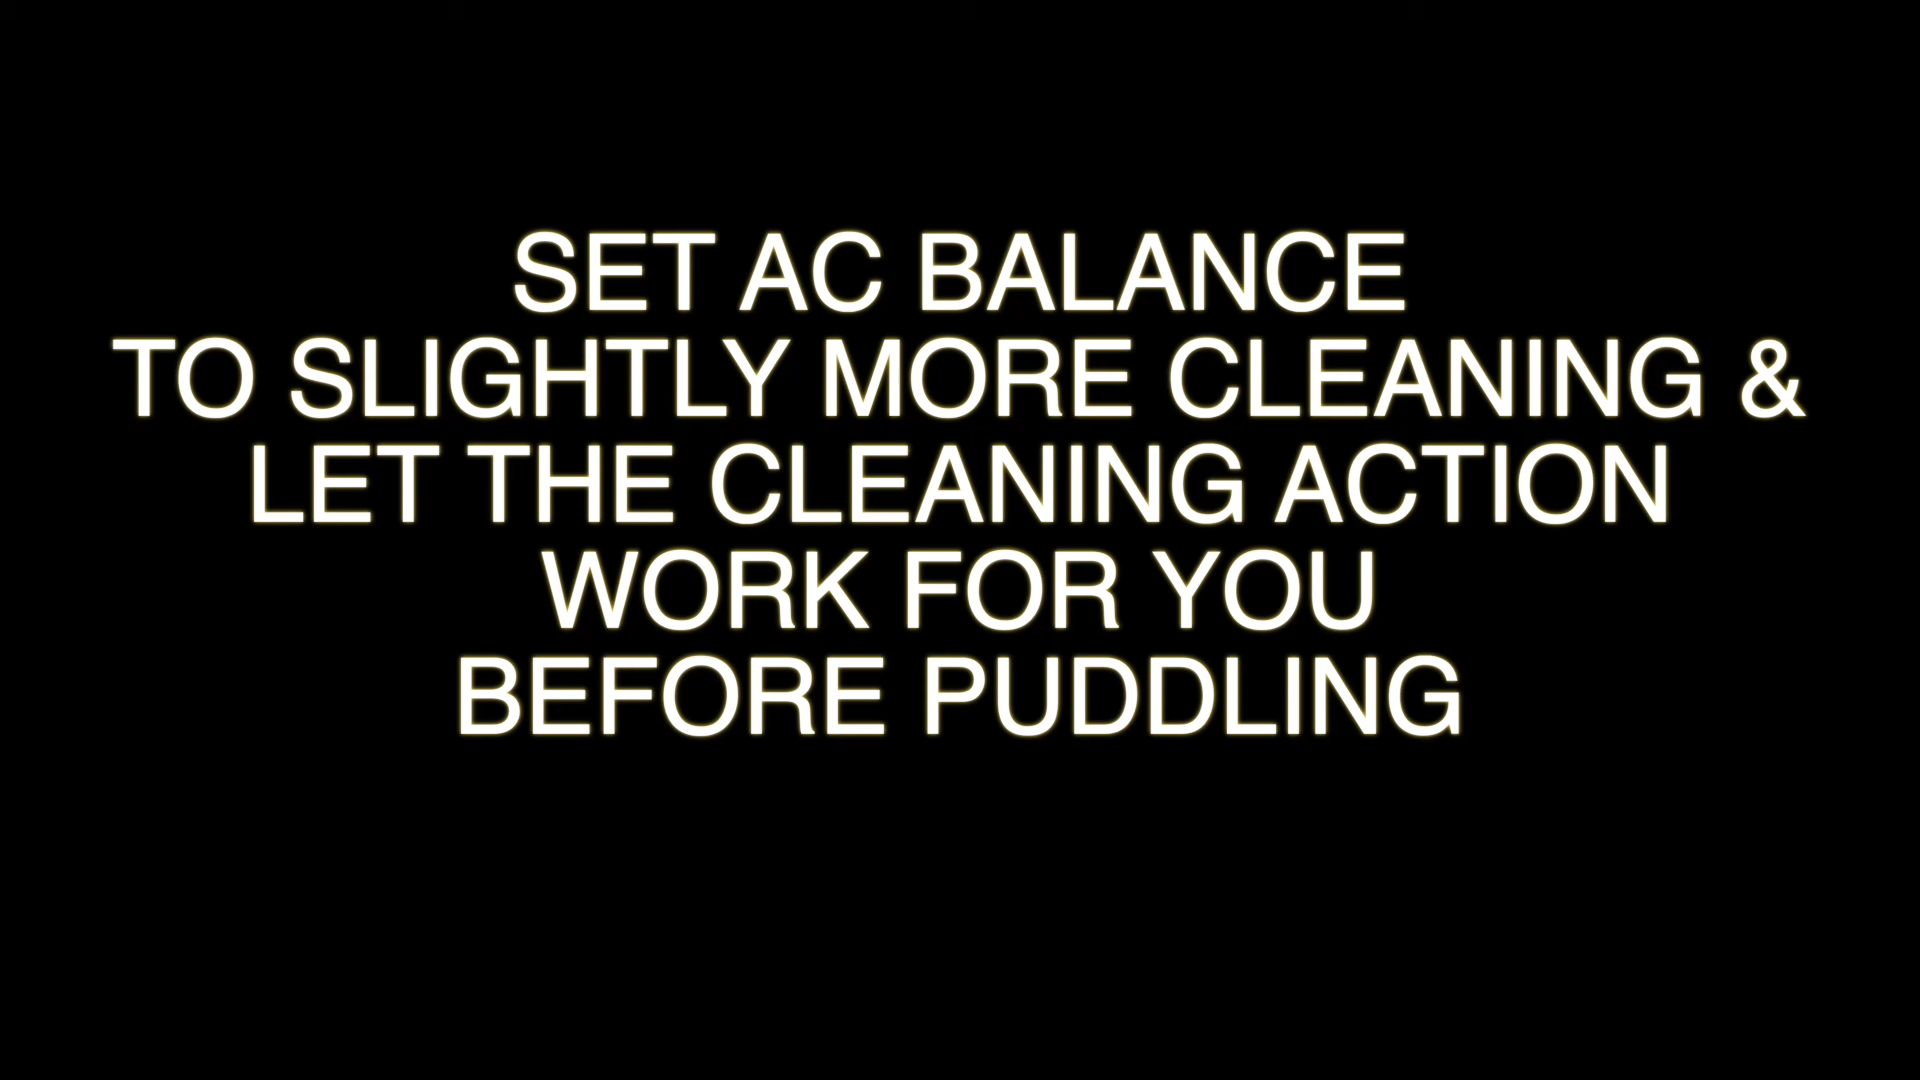 SET AC BALANCE
TO SLIGHTLY MORE CLEANING &
LET THE CLEANING ACTION
WORK FOR YOU
BEFORE PUDDLING